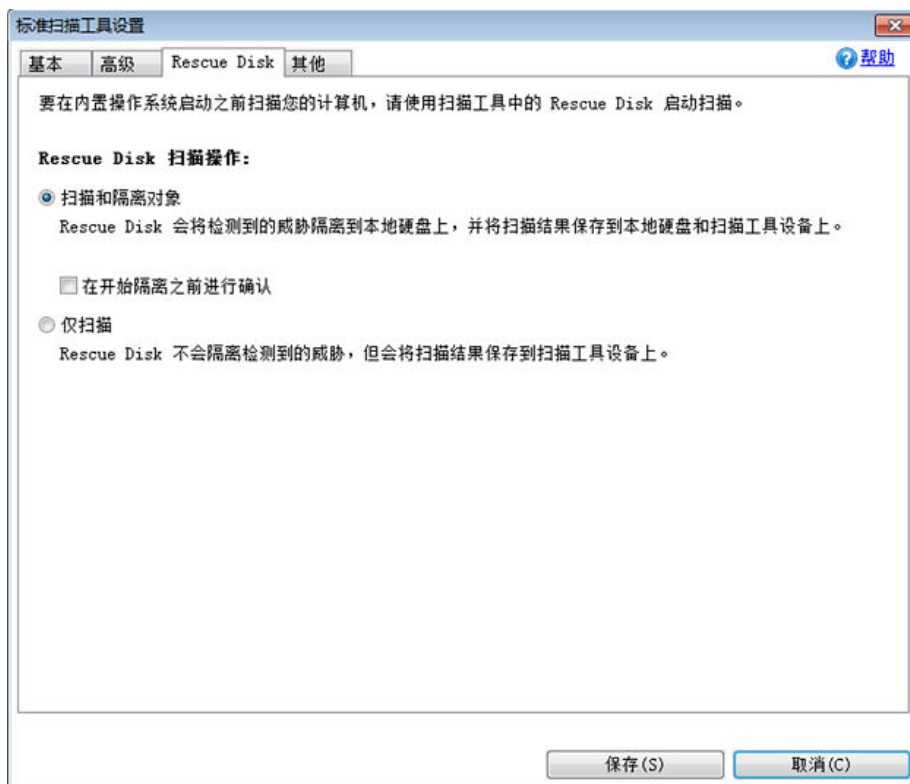 标准扫描工具设置
基本 高级 Rescue Disk 其他 帮助
要在内置操作系统启动之前扫描您的计算机，请使用扫描工具中的 Rescue Disk 启动扫描。
Rescue Disk 扫描操作：
扫描和隔离对象
Rescue Disk 会将检测到的威胁隔离到本地硬盘上，并将扫描结果保存到本地硬盘和扫描工具设备上。
在开始隔离之前进行确认
仅扫描
Rescue Disk 不会隔离检测到的威胁，但会将扫描结果保存到扫描工具设备上。
保存(S) 取消(C)